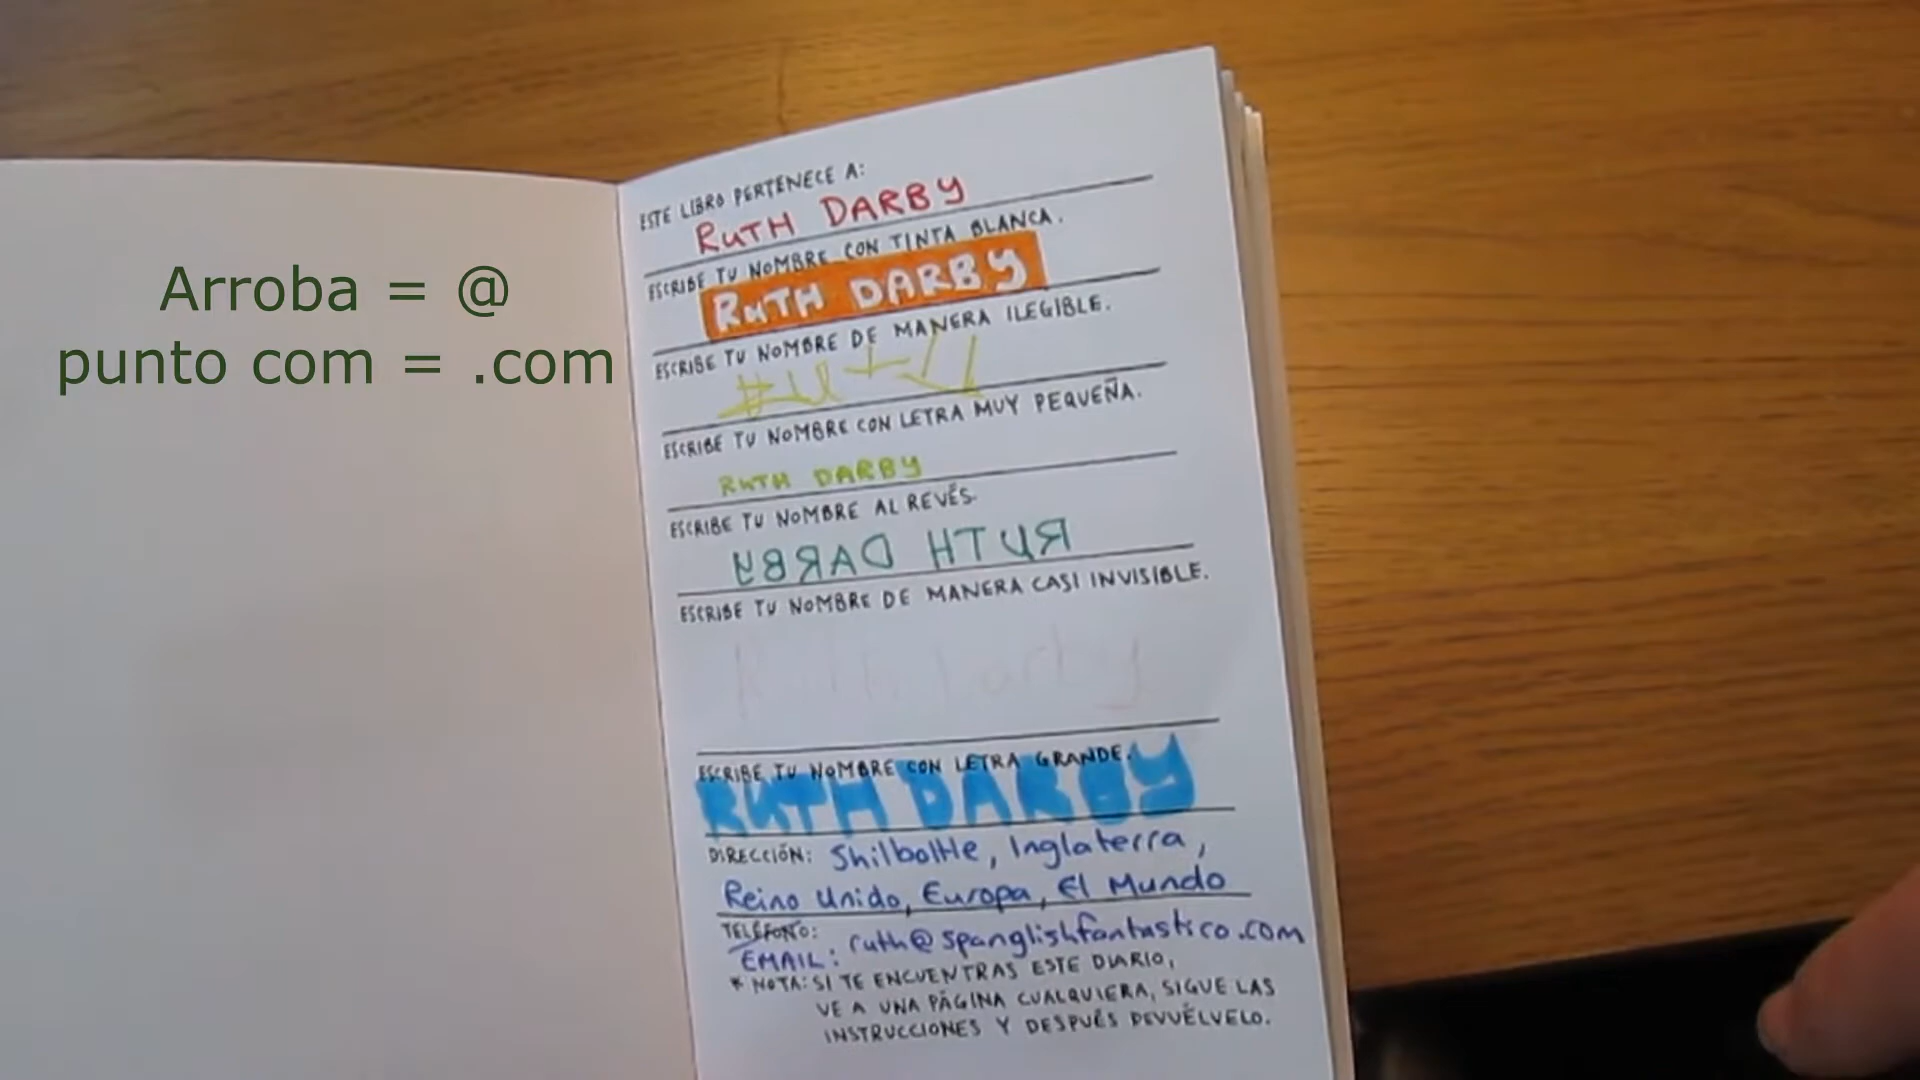 Arroba = @
punto com = .com
ESTE LIBRO PERTENECE A:
RUTH DARBY
ESCRIBE TU NOMBRE CON TINTA BLANCA.
RUTH DARBY
ESCRIBE TU NOMBRE DE MANERA ILEGIBLE.
ESCRIBE TU NOMBRE CON LETRA MUY PEQUEÑA.
RUTH DARBY
ESCRIBE TU NOMBRE AL REVÉS.
RUTH DARBY
ESCRIBE TU NOMBRE DE MANERA CASI INVISIBLE.
Ruth Darby
ESCRIBE TU NOMBRE CON LETRA GRANDE.
RUTH DARBY
DIRECCIÓN: Shilbottle, Inglaterra,
Reino Unido, Europa, El Mundo
TELÉFONO:
EMAIL: ruth@spanglishfantastico.com
* NOTA: SI TE ENCUENTRAS ESTE DIARIO,
VE A UNA PÁGINA CUALQUIERA, SIGUE LAS
INSTRUCCIONES Y DESPUÉS DEVUÉLVELO.